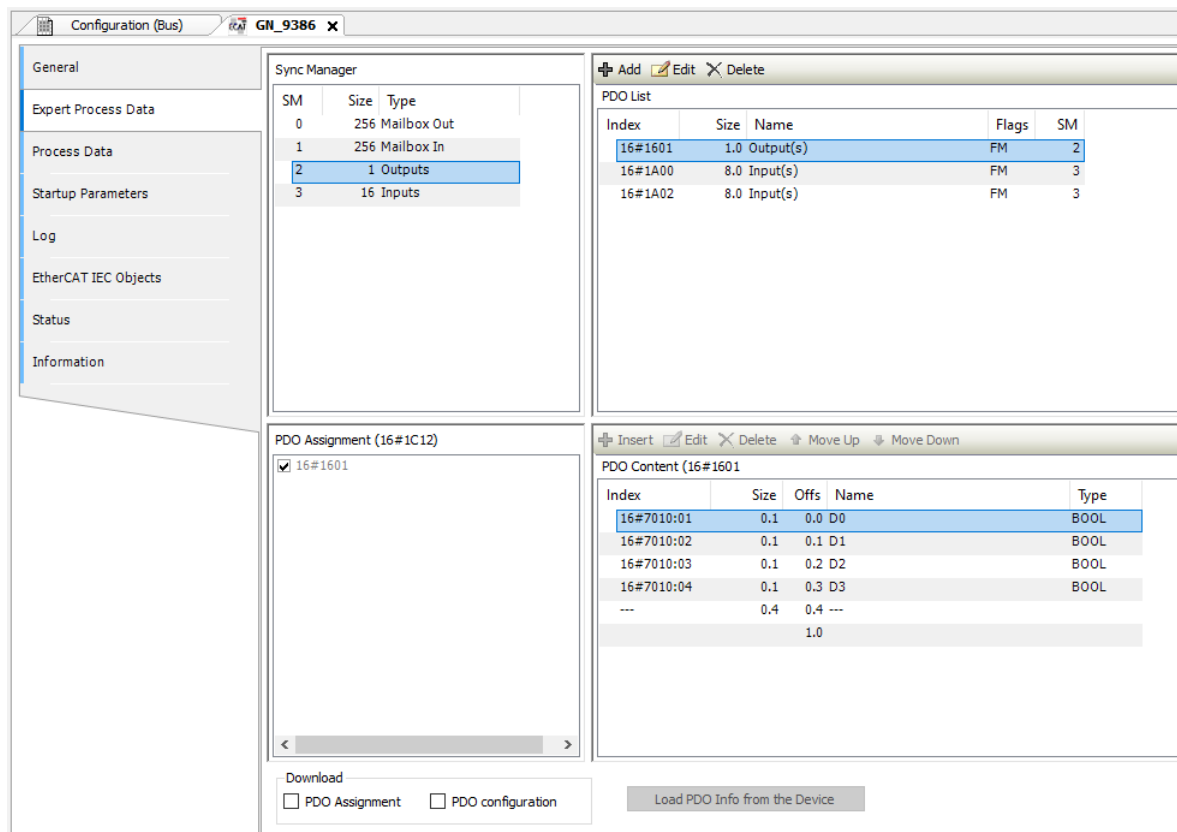 Configuration (Bus)
GN_9386
General
Expert Process Data
Process Data
Startup Parameters
Log
EtherCAT IEC Objects
Status
Information
Sync Manager
SM Size Type
0 256 Mailbox Out
1 256 Mailbox In
2 1 Outputs
3 16 Inputs
Add Edit Delete
PDO List
Index Size Name Flags SM
16#1601 1.0 Output(s) FM 2
16#1A00 8.0 Input(s) FM 3
16#1A02 8.0 Input(s) FM 3
PDO Assignment (16#1C12)
16#1601
Insert Edit Delete Move Up Move Down
PDO Content (16#1601
Index Size Offs Name Type
16#7010:01 0.1 0.0 D0 BOOL
16#7010:02 0.1 0.1 D1 BOOL
16#7010:03 0.1 0.2 D2 BOOL
16#7010:04 0.1 0.3 D3 BOOL
--- 0.4 0.4 ---
1.0
Download
PDO Assignment PDO configuration
Load PDO Info from the Device